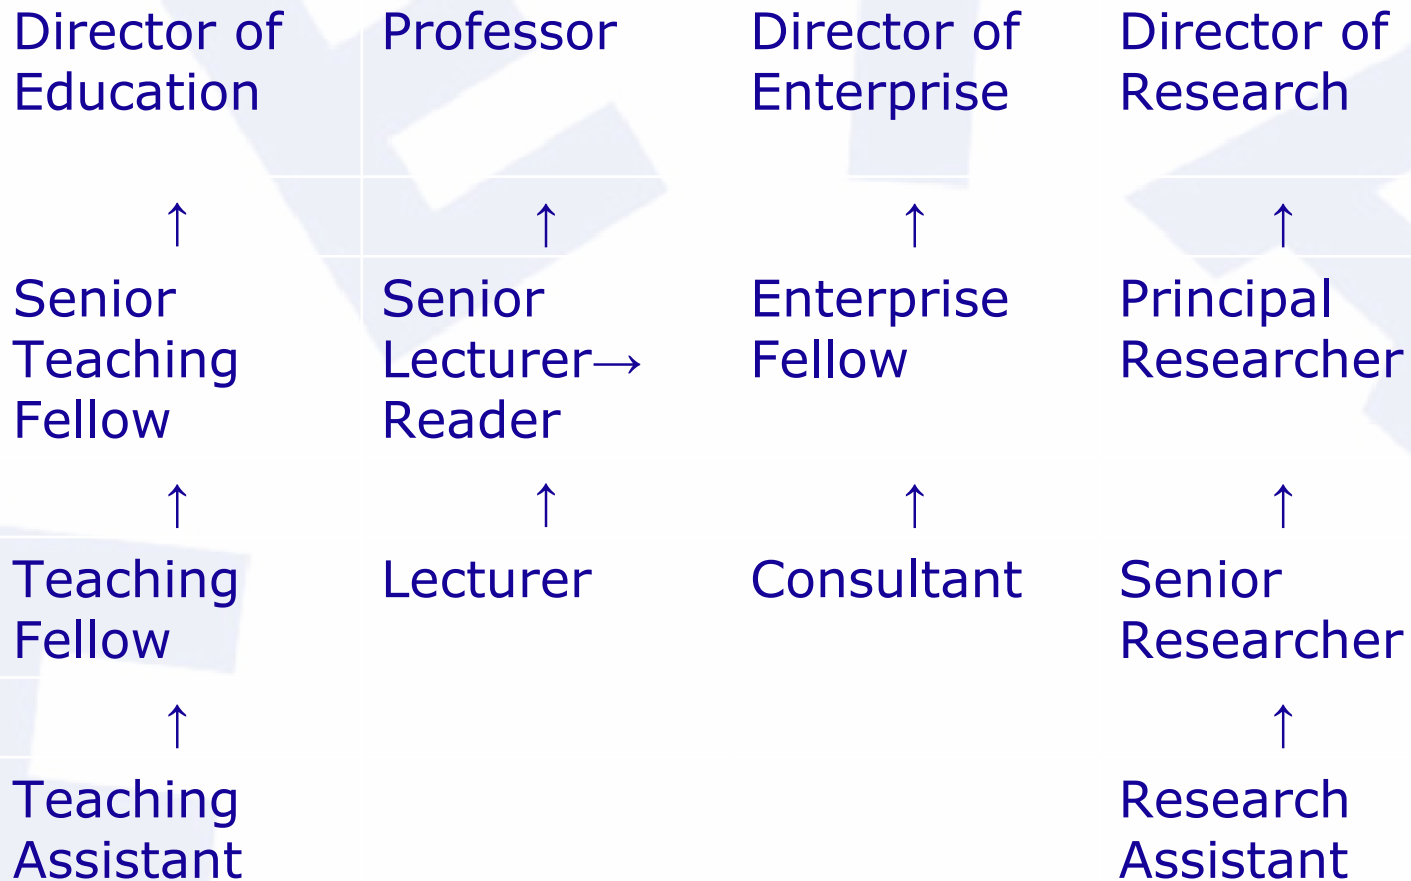 Director of Professor Director of Director of
Education Enterprise Research
↑ ↑ ↑ ↑
Senior Senior Enterprise Principal
Teaching Lecturer→ Fellow Researcher
Fellow Reader
↑ ↑ ↑ ↑
Teaching Lecturer Consultant Senior
Fellow Researcher
↑ ↑
Teaching Research
Assistant Assistant